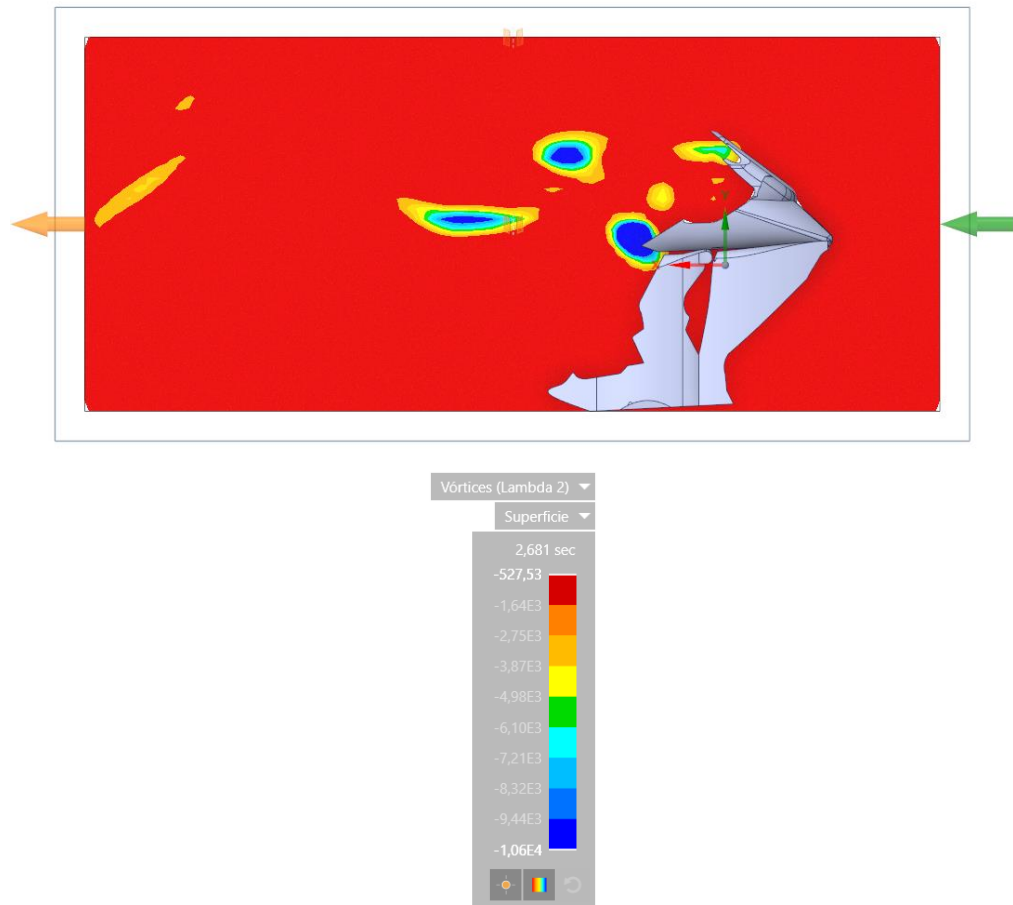 Vórtices (Lambda 2)
Superficie
2,681 sec
-527,53
-1,64E3
-2,75E3
-3,87E3
-4,98E3
-6,10E3
-7,21E3
-8,32E3
-9,44E3
-1,06E4